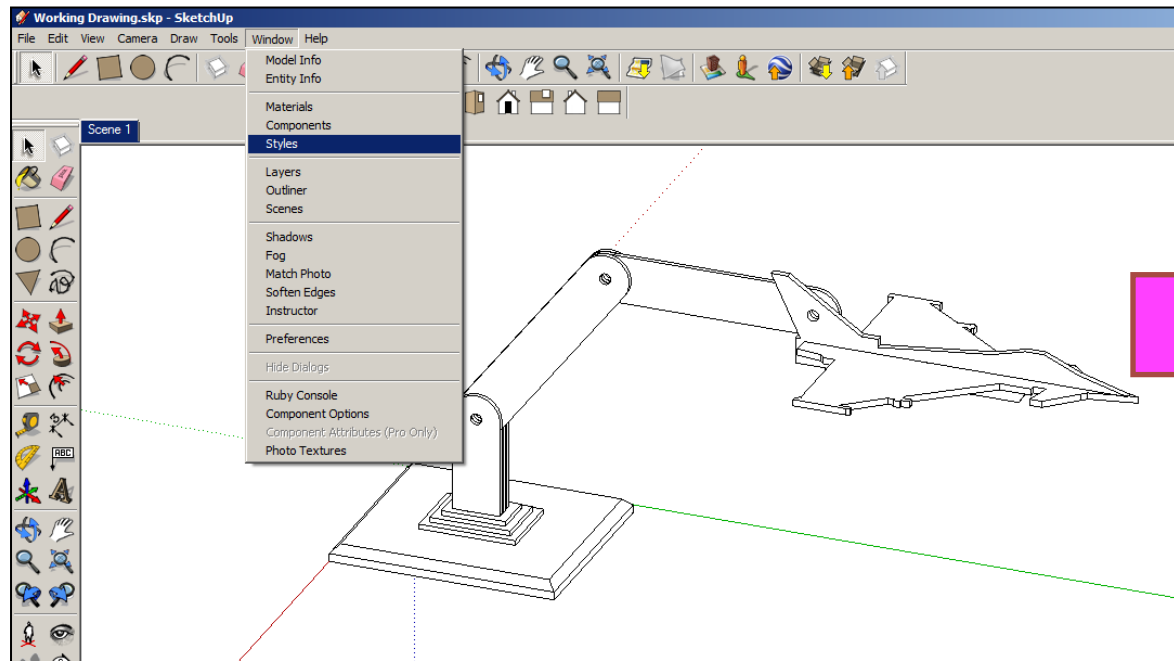 Working Drawing.skp - SketchUp
File Edit View Camera Draw Tools Window Help
Model Info
Entity Info
Materials
Components
Styles
Layers
Outliner
Scenes
Shadows
Fog
Match Photo
Soften Edges
Instructor
Preferences
Hide Dialogs
Ruby Console
Component Options
Component Attributes (Pro Only)
Photo Textures
Scene 1
ABC